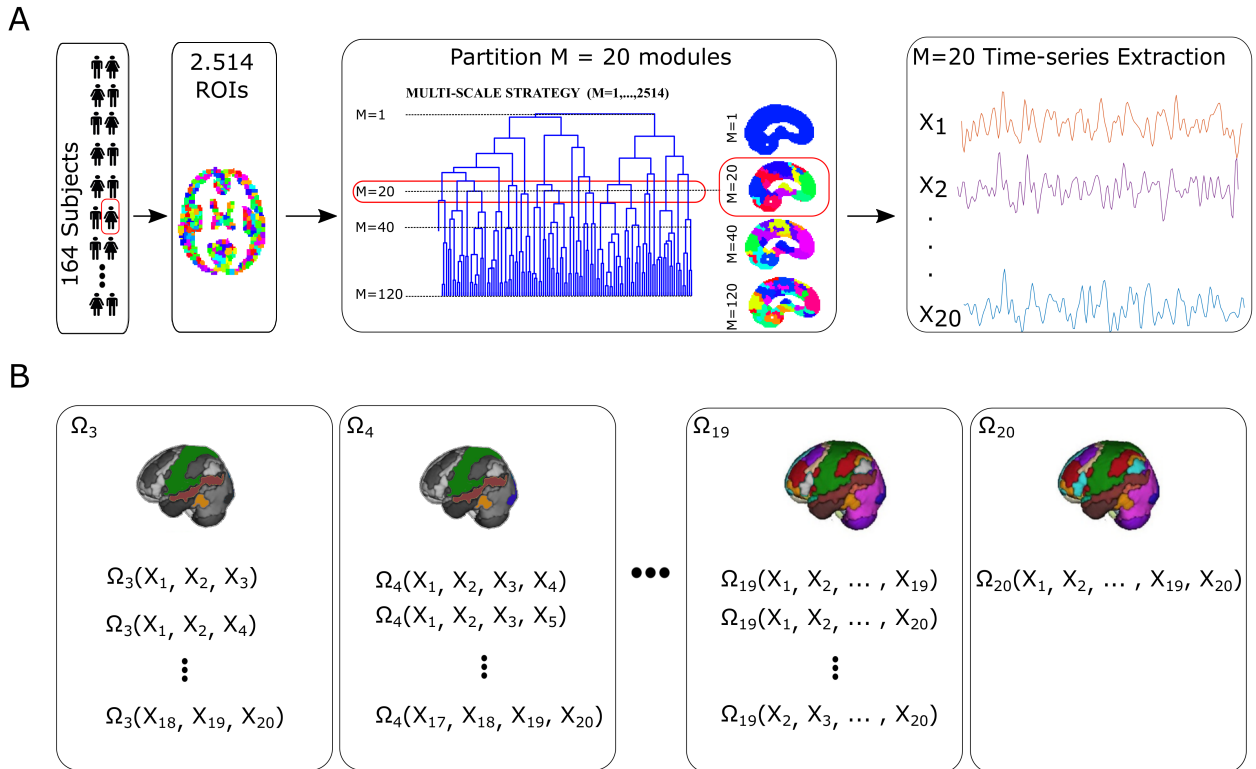 A
164 Subjects
2.514
ROIs
Partition M = 20 modules
MULTI-SCALE STRATEGY (M=1,...,2514)
M=1
M=20
M=40
M=120
M=1
M=20
M=40
M=120
M=20 Time-series Extraction
X₁
X₂
X₂₀
B
Ω₃
Ω₃(X₁, X₂, X₃)
Ω₃(X₁, X₂, X₄)
Ω₃(X₁₈, X₁₉, X₂₀)
Ω₄
Ω₄(X₁, X₂, X₃, X₄)
Ω₄(X₁, X₂, X₃, X₅)
Ω₄(X₁₇, X₁₈, X₁₉, X₂₀)
Ω₁₉
Ω₁₉(X₁, X₂, ... , X₁₉)
Ω₁₉(X₁, X₂, ... , X₂₀)
Ω₁₉(X₂, X₃, ... , X₂₀)
Ω₂₀
Ω₂₀(X₁, X₂, ... , X₁₉, X₂₀)